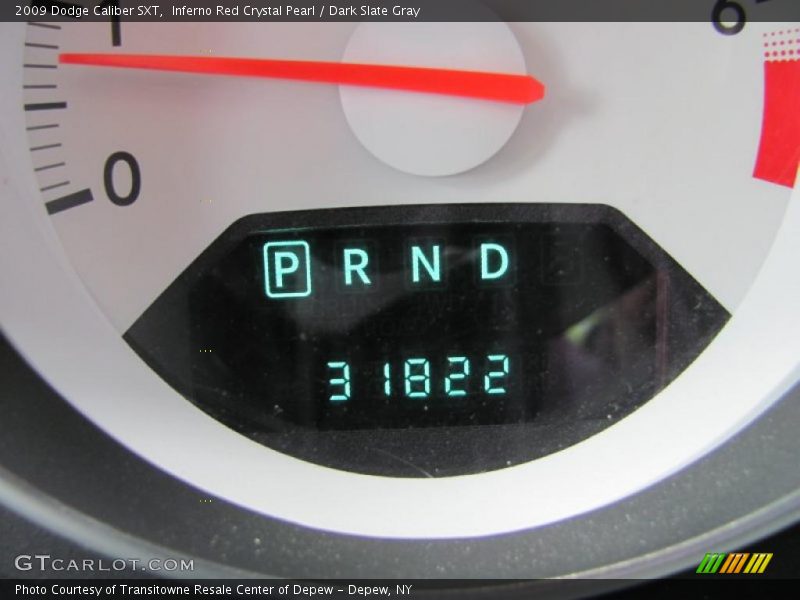 2009 Dodge Caliber SXT,  Inferno Red Crystal Pearl / Dark Slate Gray
1
6
0
P R N D
31822
GTCARLOT.COM
Photo Courtesy of Transitowne Resale Center of Depew – Depew, NY